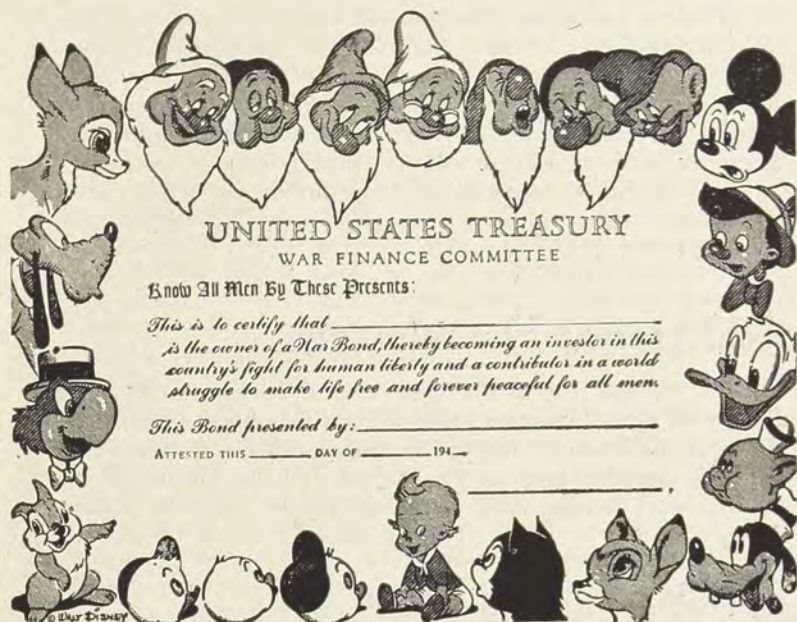 UNITED STATES TREASURY
WAR FINANCE COMMITTEE
Know All Men By These Presents:
This is to certify that
is the owner of a War Bond, thereby becoming an investor in this
country's fight for human liberty and a contributor in a world
struggle to make life free and forever peaceful for all men.
This Bond presented by:
ATTESTED THIS DAY OF 194
© WALT DISNEY